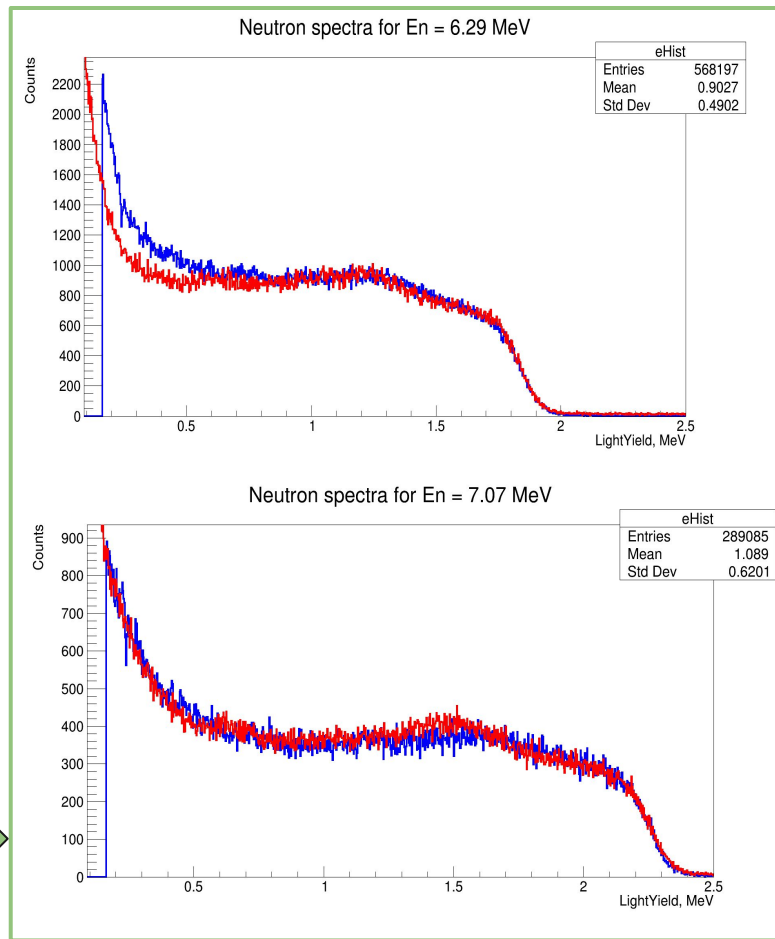 Neutron spectra for En = 6.29 MeV
eHist
Entries 568197
Mean 0.9027
Std Dev 0.4902
Counts
2200
2000
1800
1600
1400
1200
1000
800
600
400
200
0
0.5 1 1.5 2 2.5
LightYield, MeV
Neutron spectra for En = 7.07 MeV
eHist
Entries 289085
Mean 1.089
Std Dev 0.6201
Counts
900
800
700
600
500
400
300
200
100
0
0.5 1 1.5 2 2.5
LightYield, MeV